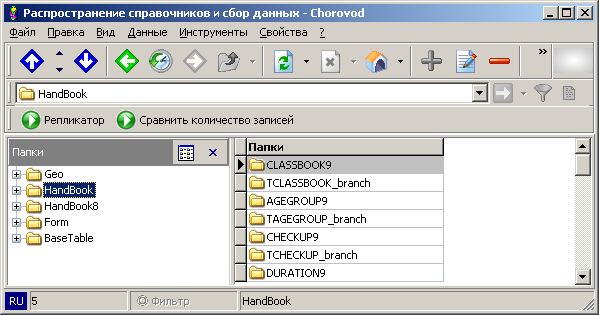 Распространение справочников и сбор данных - Chorovod
Файл Правка Вид Данные Инструменты Свойства ?
HandBook
Репликатор Сравнить количество записей
Папки
Geo
HandBook
HandBook8
Form
BaseTable
Папки
CLASSBOOK9
TCLASSBOOK_branch
AGEGROUP9
TAGEGROUP_branch
CHECKUP9
TCHECKUP_branch
DURATION9
RU 5 Фильтр HandBook